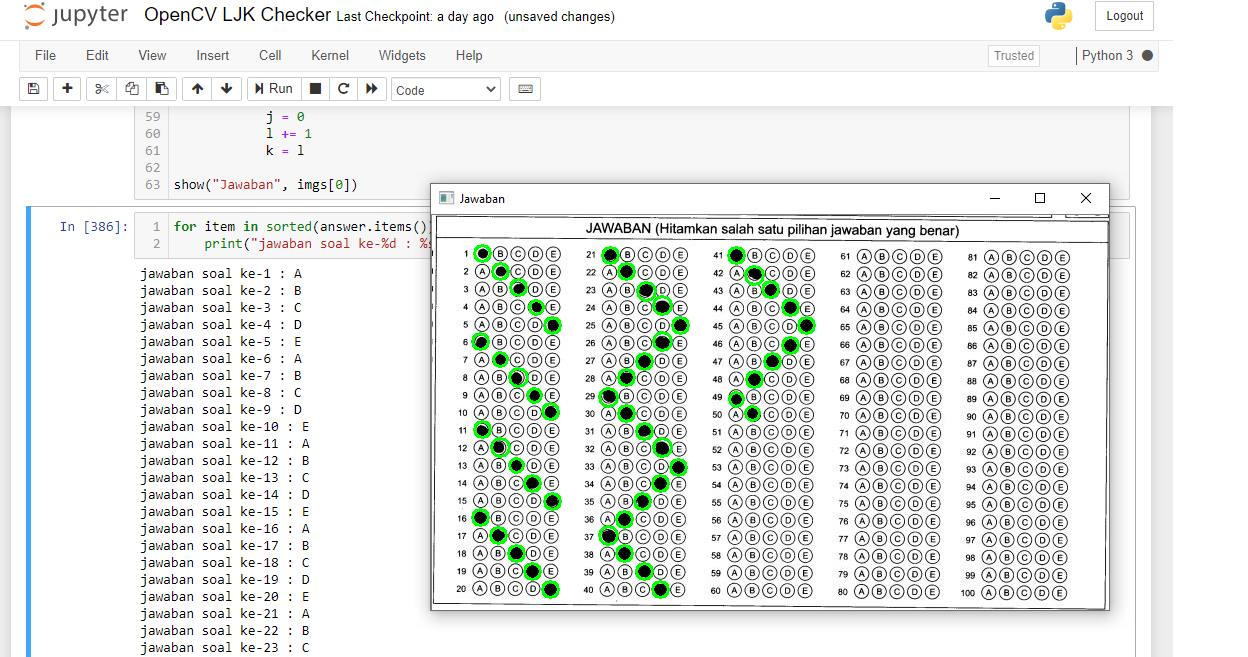 jupyter OpenCV LJK Checker Last Checkpoint: a day ago (unsaved changes)
Logout
File Edit View Insert Cell Kernel Widgets Help
Trusted
Python 3
Run
Code
59 j = 0
60 l += 1
61 k = l
62
63 show("Jawaban", imgs[0])
In [386]:
1 for item in sorted(answer.items()
2 print("jawaban soal ke-%d : %
jawaban soal ke-1 : A
jawaban soal ke-2 : B
jawaban soal ke-3 : C
jawaban soal ke-4 : D
jawaban soal ke-5 : E
jawaban soal ke-6 : A
jawaban soal ke-7 : B
jawaban soal ke-8 : C
jawaban soal ke-9 : D
jawaban soal ke-10 : E
jawaban soal ke-11 : A
jawaban soal ke-12 : B
jawaban soal ke-13 : C
jawaban soal ke-14 : D
jawaban soal ke-15 : E
jawaban soal ke-16 : A
jawaban soal ke-17 : B
jawaban soal ke-18 : C
jawaban soal ke-19 : D
jawaban soal ke-20 : E
jawaban soal ke-21 : A
jawaban soal ke-22 : B
jawaban soal ke-23 : C
Jawaban
JAWABAN (Hitamkan salah satu pilihan jawaban yang benar)
1 B C D E 21 B C D E 41 B C D E 61 A B C D E 81 A B C D E
2 A C D E 22 A C D E 42 A C D E 62 A B C D E 82 A B C D E
3 A B D E 23 A B D E 43 A B D E 63 A B C D E 83 A B C D E
4 A B C E 24 A B C E 44 A B C E 64 A B C D E 84 A B C D E
5 A B C D 25 A B C D 45 A B C D 65 A B C D E 85 A B C D E
6 B C D E 26 A B C E 46 A B C E 66 A B C D E 86 A B C D E
7 A C D E 27 A B D E 47 A B D E 67 A B C D E 87 A B C D E
8 A B D E 28 A C D E 48 A C D E 68 A B C D E 88 A B C D E
9 A B C E 29 B C D E 49 B C D E 69 A B C D E 89 A B C D E
10 A B C D 30 A C D E 50 A C D E 70 A B C D E 90 A B C D E
11 B C D E 31 A B D E 51 A B C D E 71 A B C D E 91 A B C D E
12 A C D E 32 A B C E 52 A B C D E 72 A B C D E 92 A B C D E
13 A B D E 33 A B C D 53 A B C D E 73 A B C D E 93 A B C D E
14 A B C E 34 A B C E 54 A B C D E 74 A B C D E 94 A B C D E
15 A B C D 35 A B D E 55 A B C D E 75 A B C D E 95 A B C D E
16 B C D E 36 A C D E 56 A B C D E 76 A B C D E 96 A B C D E
17 A C D E 37 B C D E 57 A B C D E 77 A B C D E 97 A B C D E
18 A B D E 38 A C D E 58 A B C D E 78 A B C D E 98 A B C D E
19 A B C E 39 A B D E 59 A B C D E 79 A B C D E 99 A B C D E
20 A B C D 40 A B C E 60 A B C D E 80 A B C D E 100 A B C D E